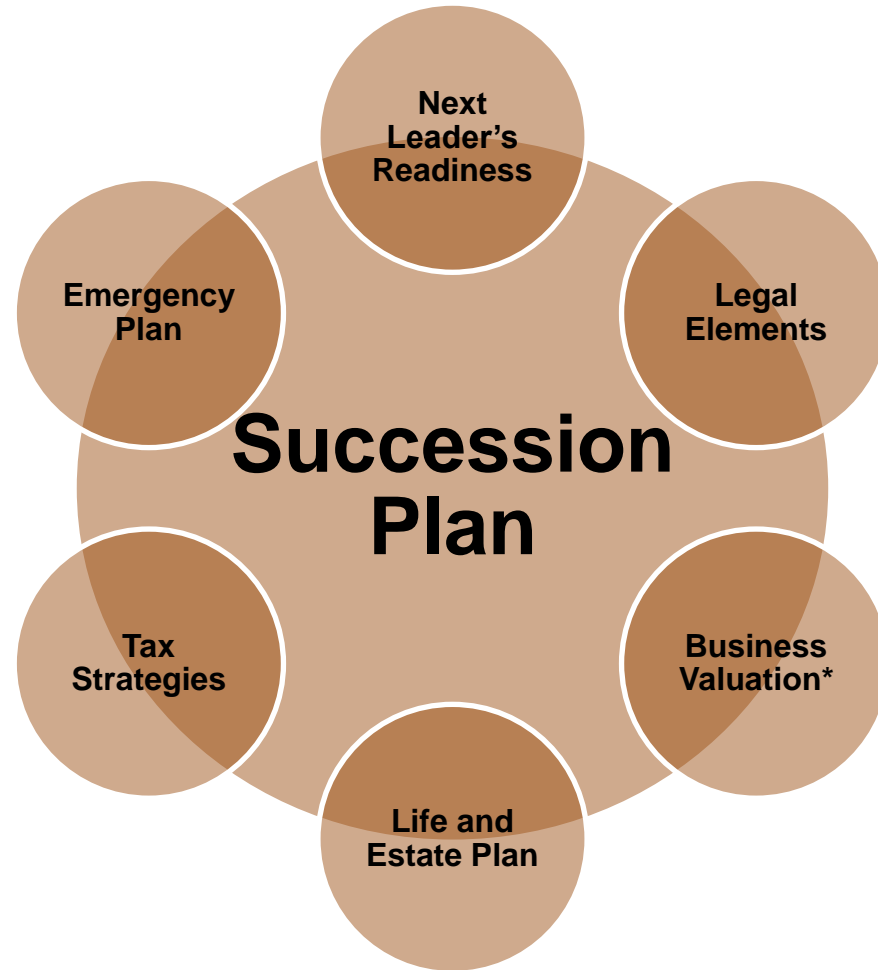 Next
Leader’s
Readiness
Emergency
Plan
Legal
Elements
Succession
Plan
Tax
Strategies
Business
Valuation*
Life and
Estate Plan